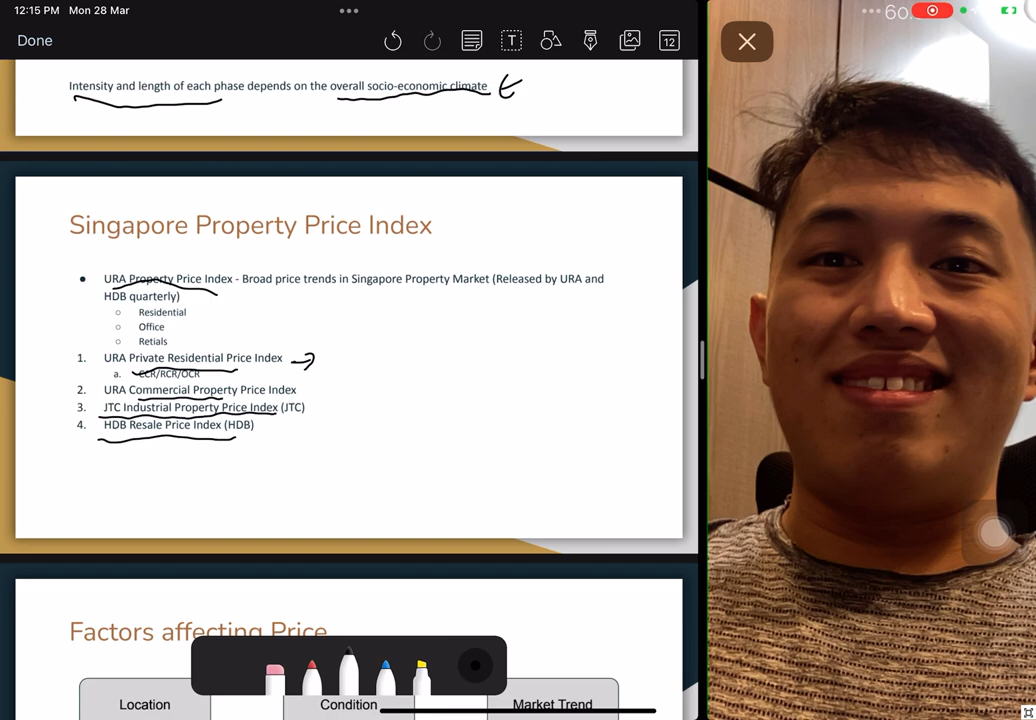 12:15 PM Mon 28 Mar
Done
12
Intensity and length of each phase depends on the overall socio-economic climate
Singapore Property Price Index
● URA Property Price Index - Broad price trends in Singapore Property Market (Released by URA and
HDB quarterly)
○ Residential
○ Office
○ Retials
1. URA Private Residential Price Index
a. CCR/RCR/OCR
2. URA Commercial Property Price Index
3. JTC Industrial Property Price Index (JTC)
4. HDB Resale Price Index (HDB)
Factors affecting Price
Location
Condition
Market Trend